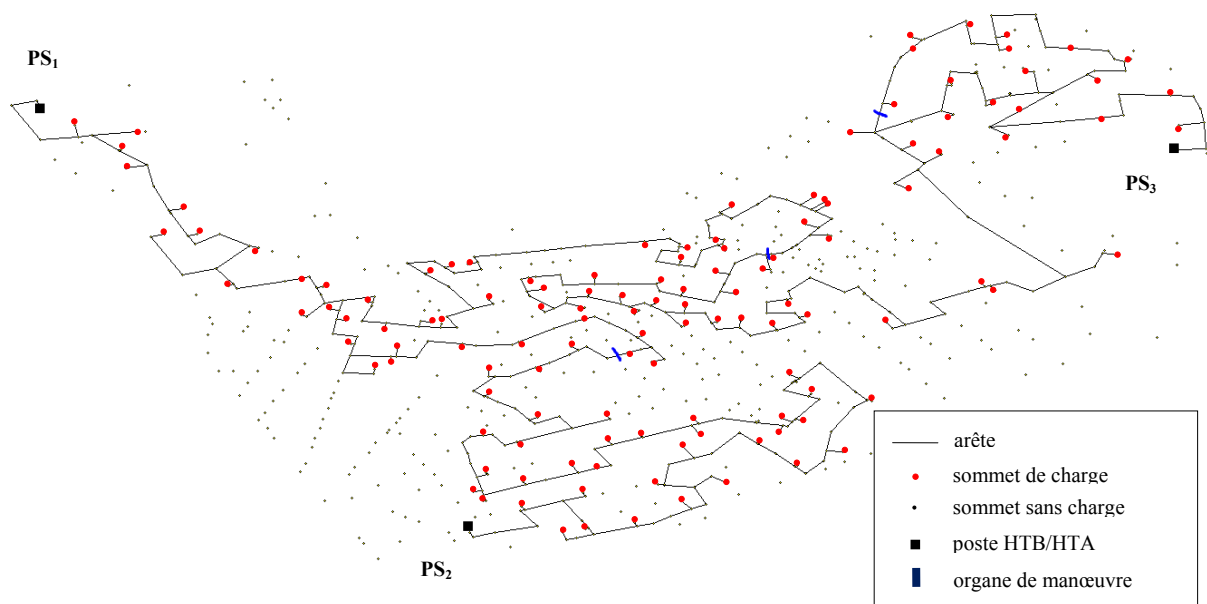 PS1
PS3
PS2
arête
sommet de charge
sommet sans charge
poste HTB/HTA
organe de manœuvre